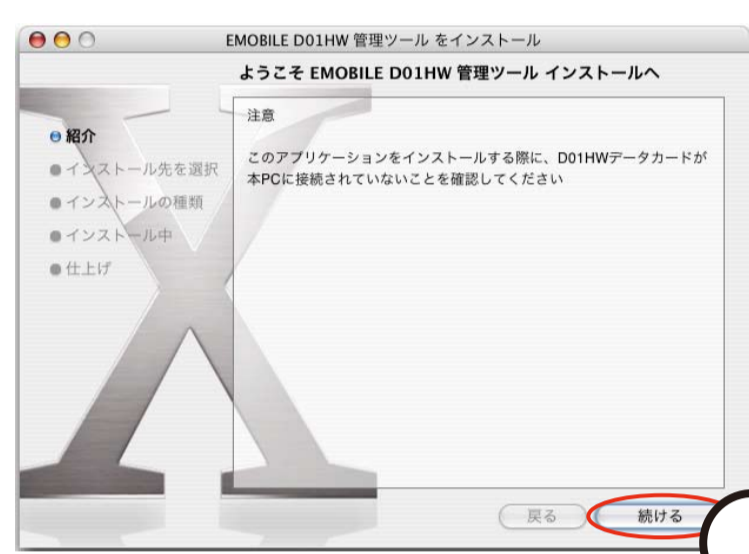 EMOBILE D01HW 管理ツール をインストール
ようこそ EMOBILE D01HW 管理ツール インストールへ
紹介
インストール先を選択
インストールの種類
インストール中
仕上げ
注意
このアプリケーションをインストールする際に、D01HWデータカードが
本PCに接続されていないことを確認してください
戻る
続ける